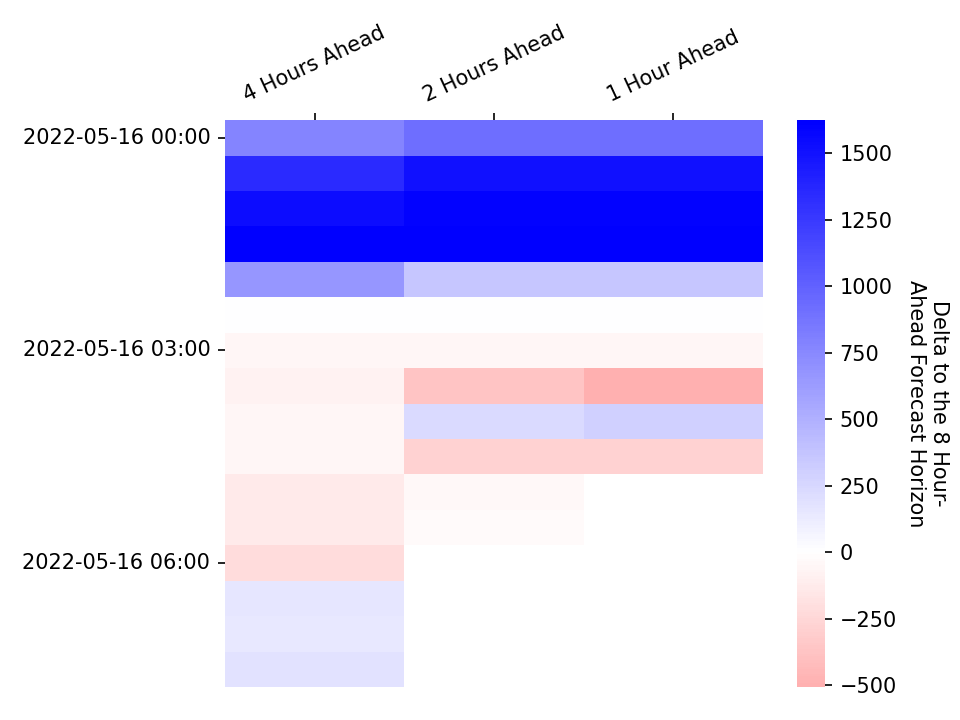 4 Hours Ahead
2 Hours Ahead
1 Hour Ahead
2022-05-16 00:00
2022-05-16 03:00
2022-05-16 06:00
1500
1250
1000
750
500
250
0
−250
−500
Delta to the 8 Hour-
Ahead Forecast Horizon